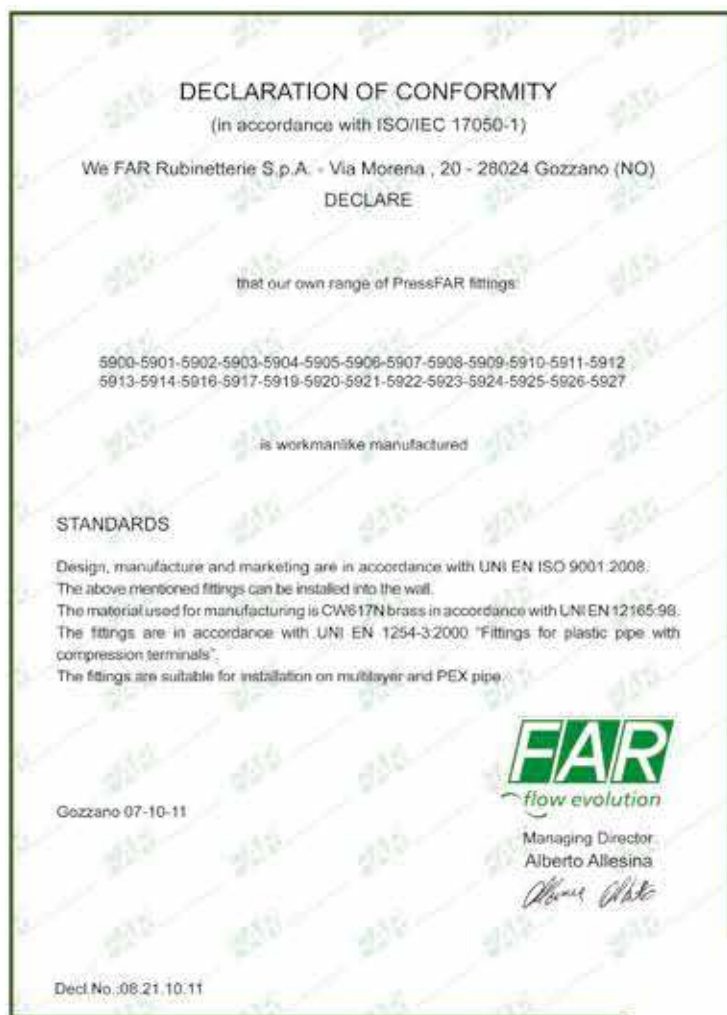 DECLARATION OF CONFORMITY
(in accordance with ISO/IEC 17050-1)
We FAR Rubinetterie S.p.A. - Via Morena , 20 - 28024 Gozzano (NO)
DECLARE
that our own range of PressFAR fittings:
5900-5901-5902-5903-5904-5905-5906-5907-5908-5909-5910-5911-5912
5913-5914-5916-5917-5919-5920-5921-5922-5923-5924-5925-5926-5927
is workmanlike manufactured
STANDARDS
Design, manufacture and marketing are in accordance with UNI EN ISO 9001:2008.
The above mentioned fittings can be installed into the wall.
The material used for manufacturing is CW617N brass in accordance with UNI EN 12165:98.
The fittings are in accordance with UNI EN 1254-3:2000 "Fittings for plastic pipe with
compression terminals".
The fittings are suitable for installation on multilayer and PEX pipe.
FAR
flow evolution
Gozzano 07-10-11
Managing Director
Alberto Allesina
Decl.No.:08.21.10.11